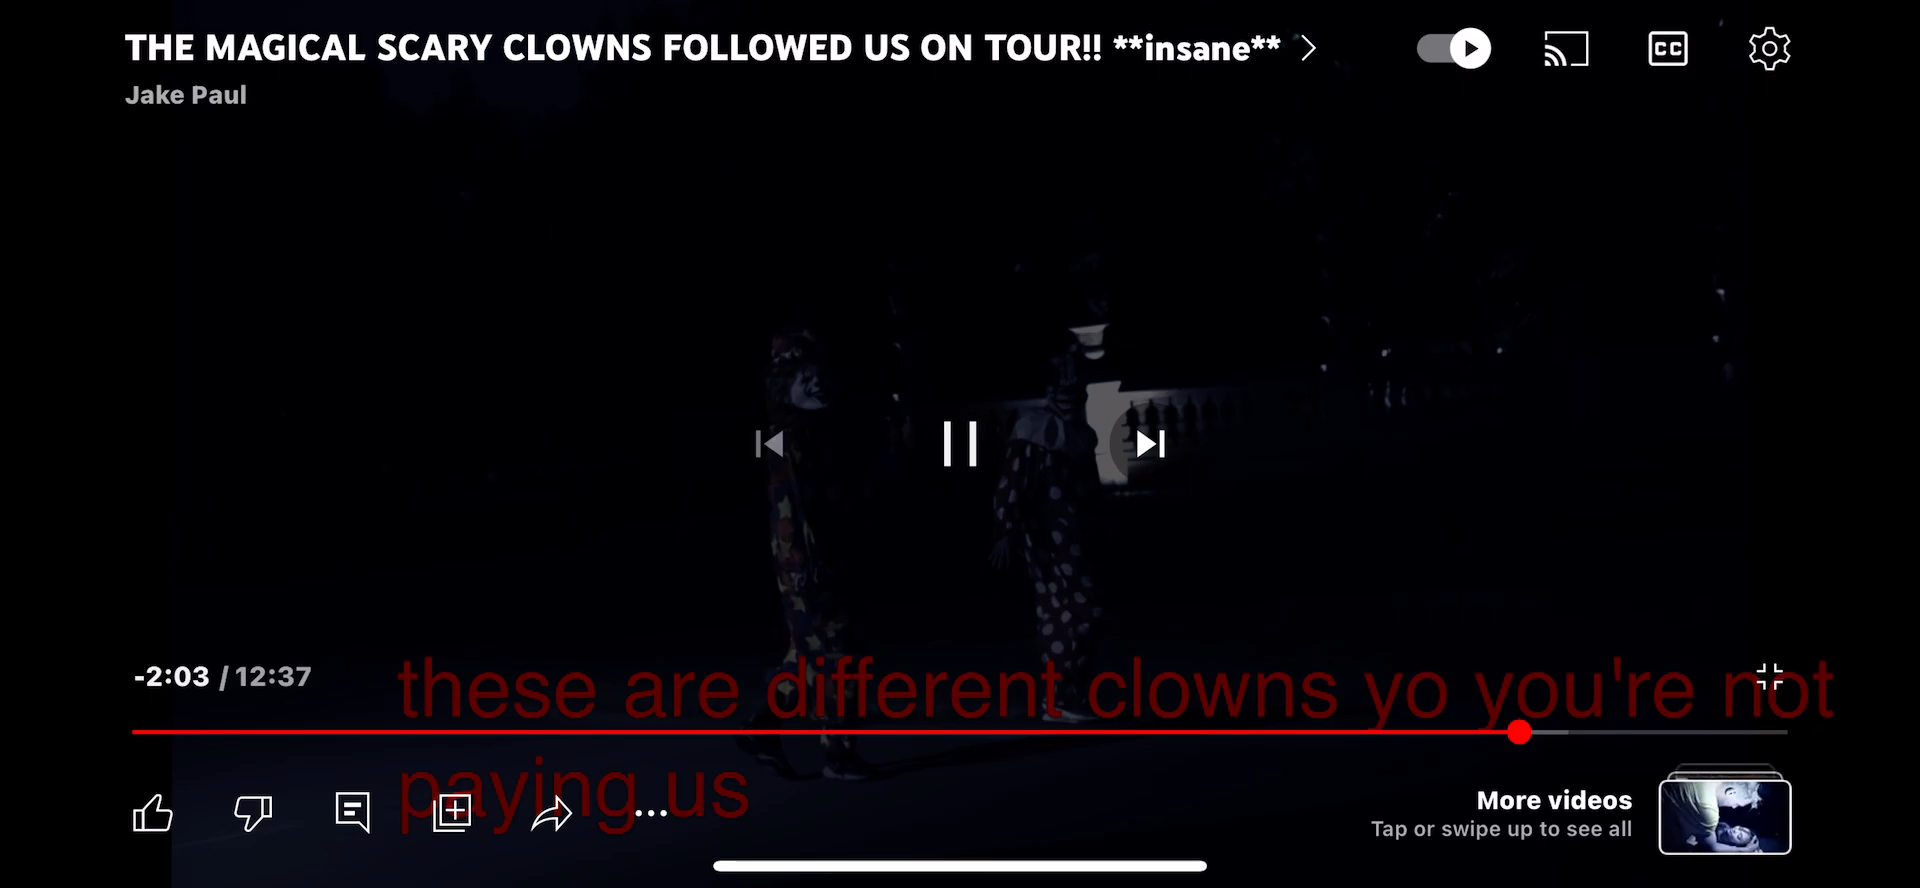 THE MAGICAL SCARY CLOWNS FOLLOWED US ON TOUR!! **insane**
Jake Paul
CC
-2:03 / 12:37
these are different clowns yo you're not
paying us
More videos
Tap or swipe up to see all